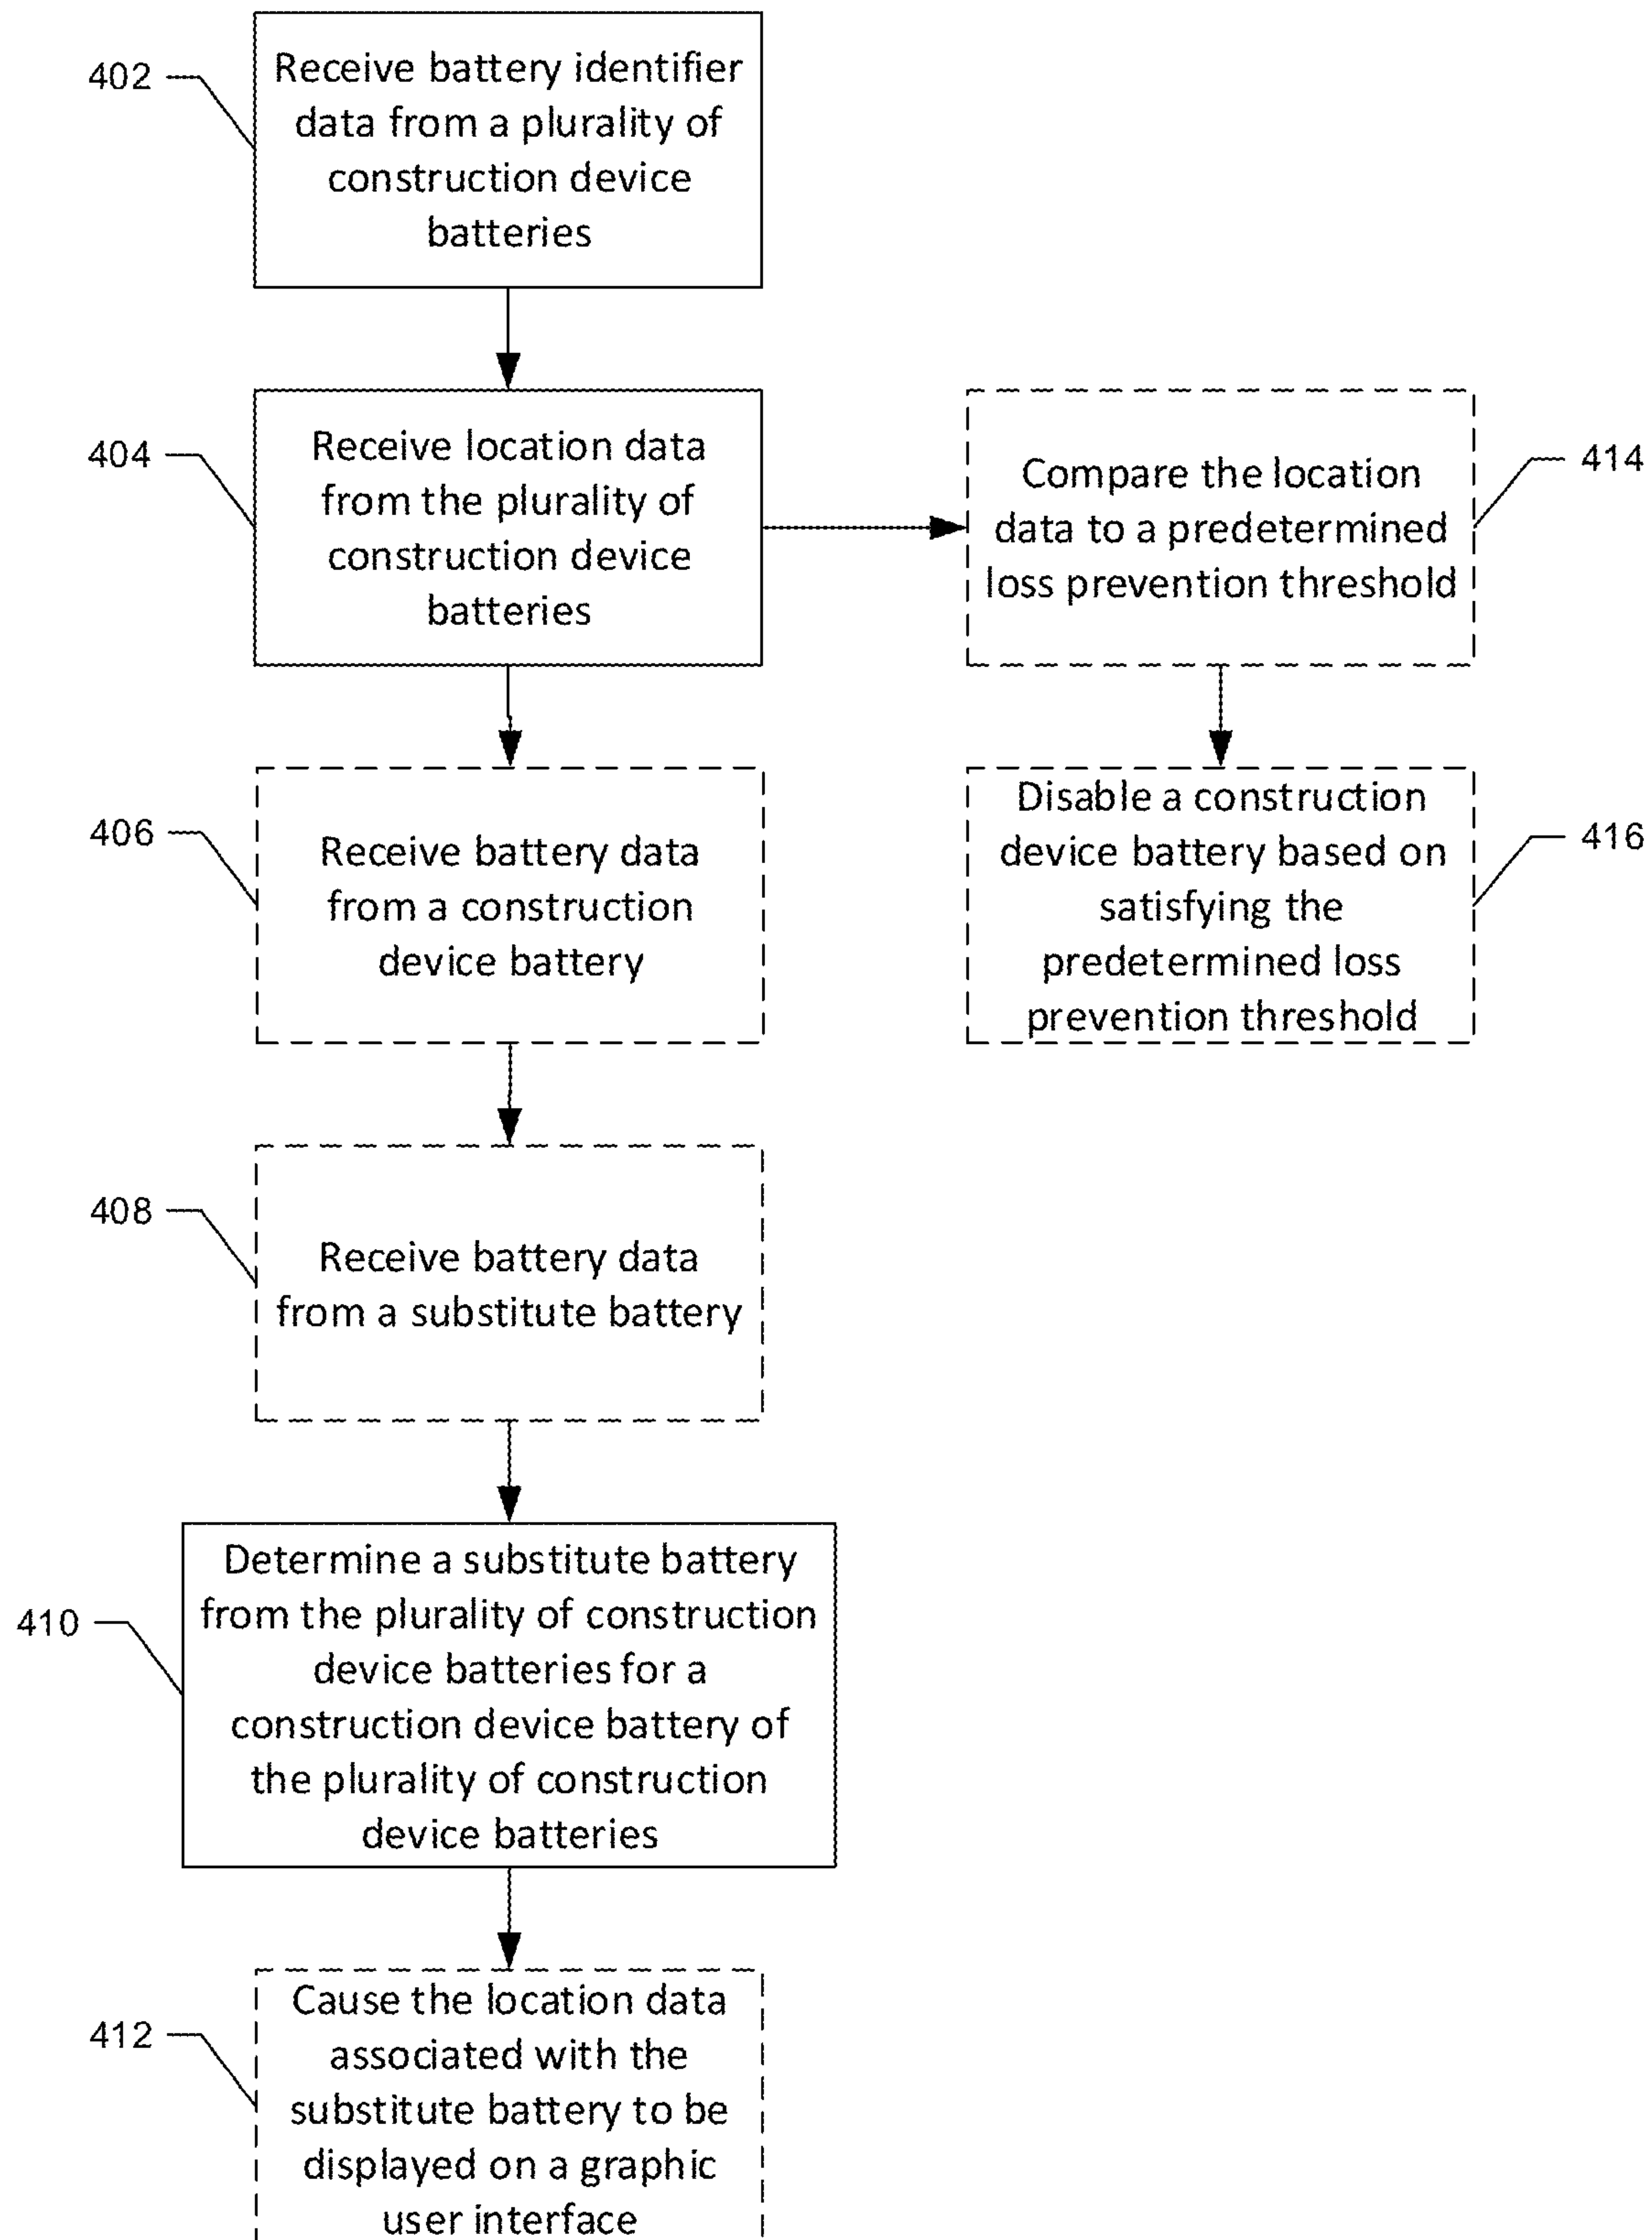 402
Receive battery identifier
data from a plurality of
construction device
batteries
404
Receive location data
from the plurality of
construction device
batteries
Compare the location
data to a predetermined
loss prevention threshold
414
406
Receive battery data
from a construction
device battery
Disable a construction
device battery based on
satisfying the
predetermined loss
prevention threshold
416
408
Receive battery data
from a substitute battery
410
Determine a substitute battery
from the plurality of construction
device batteries for a
construction device battery of
the plurality of construction
device batteries
412
Cause the location data
associated with the
substitute battery to be
displayed on a graphic
user interface